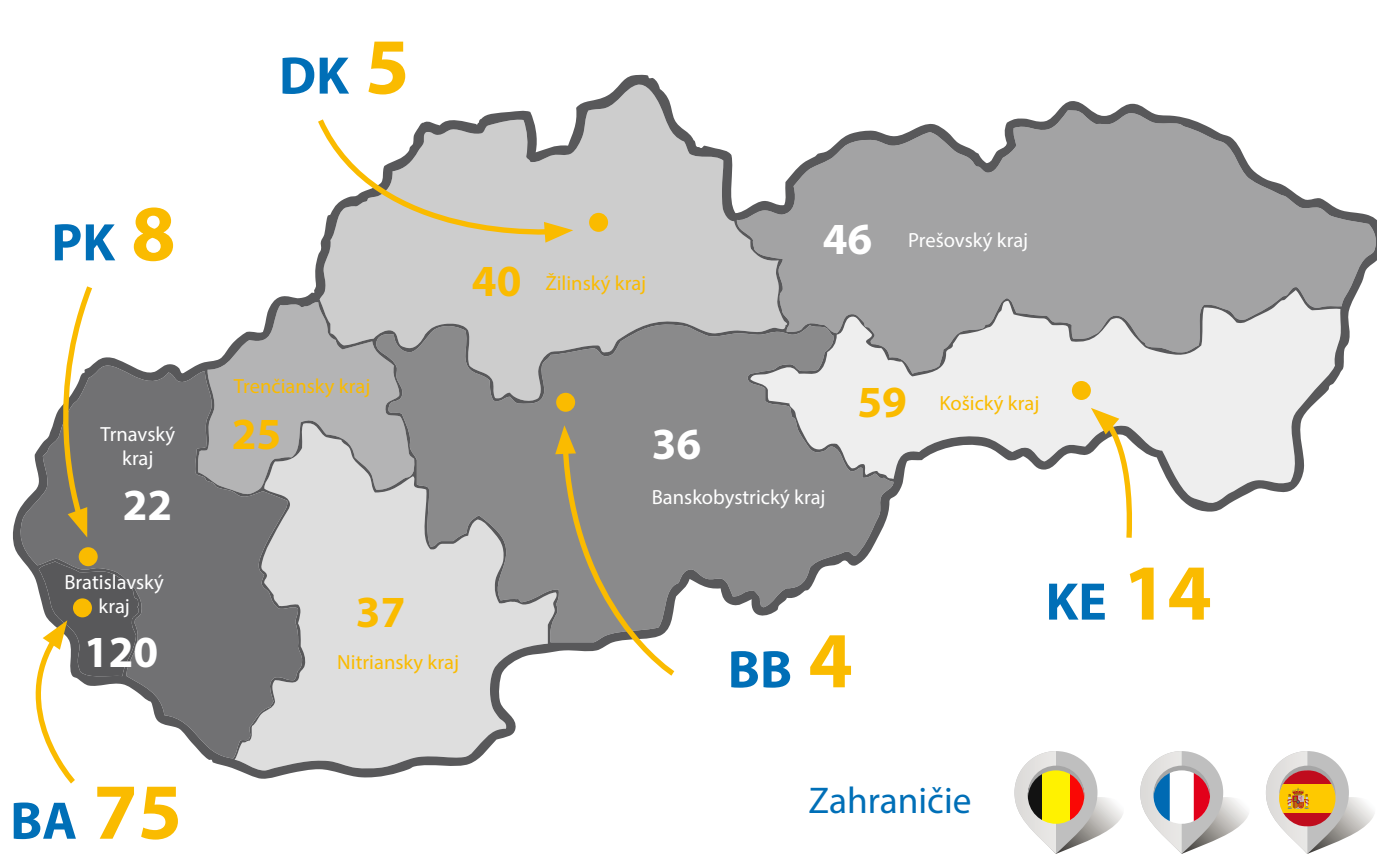 DK 5
PK 8
46 Prešovský kraj
40 Žilinský kraj
Trenčiansky kraj
25
59 Košický kraj
Trnavský
kraj
22
36
Banskobystrický kraj
Bratislavský
kraj
120
37
Nitriansky kraj
KE 14
BB 4
BA 75
Zahraničie